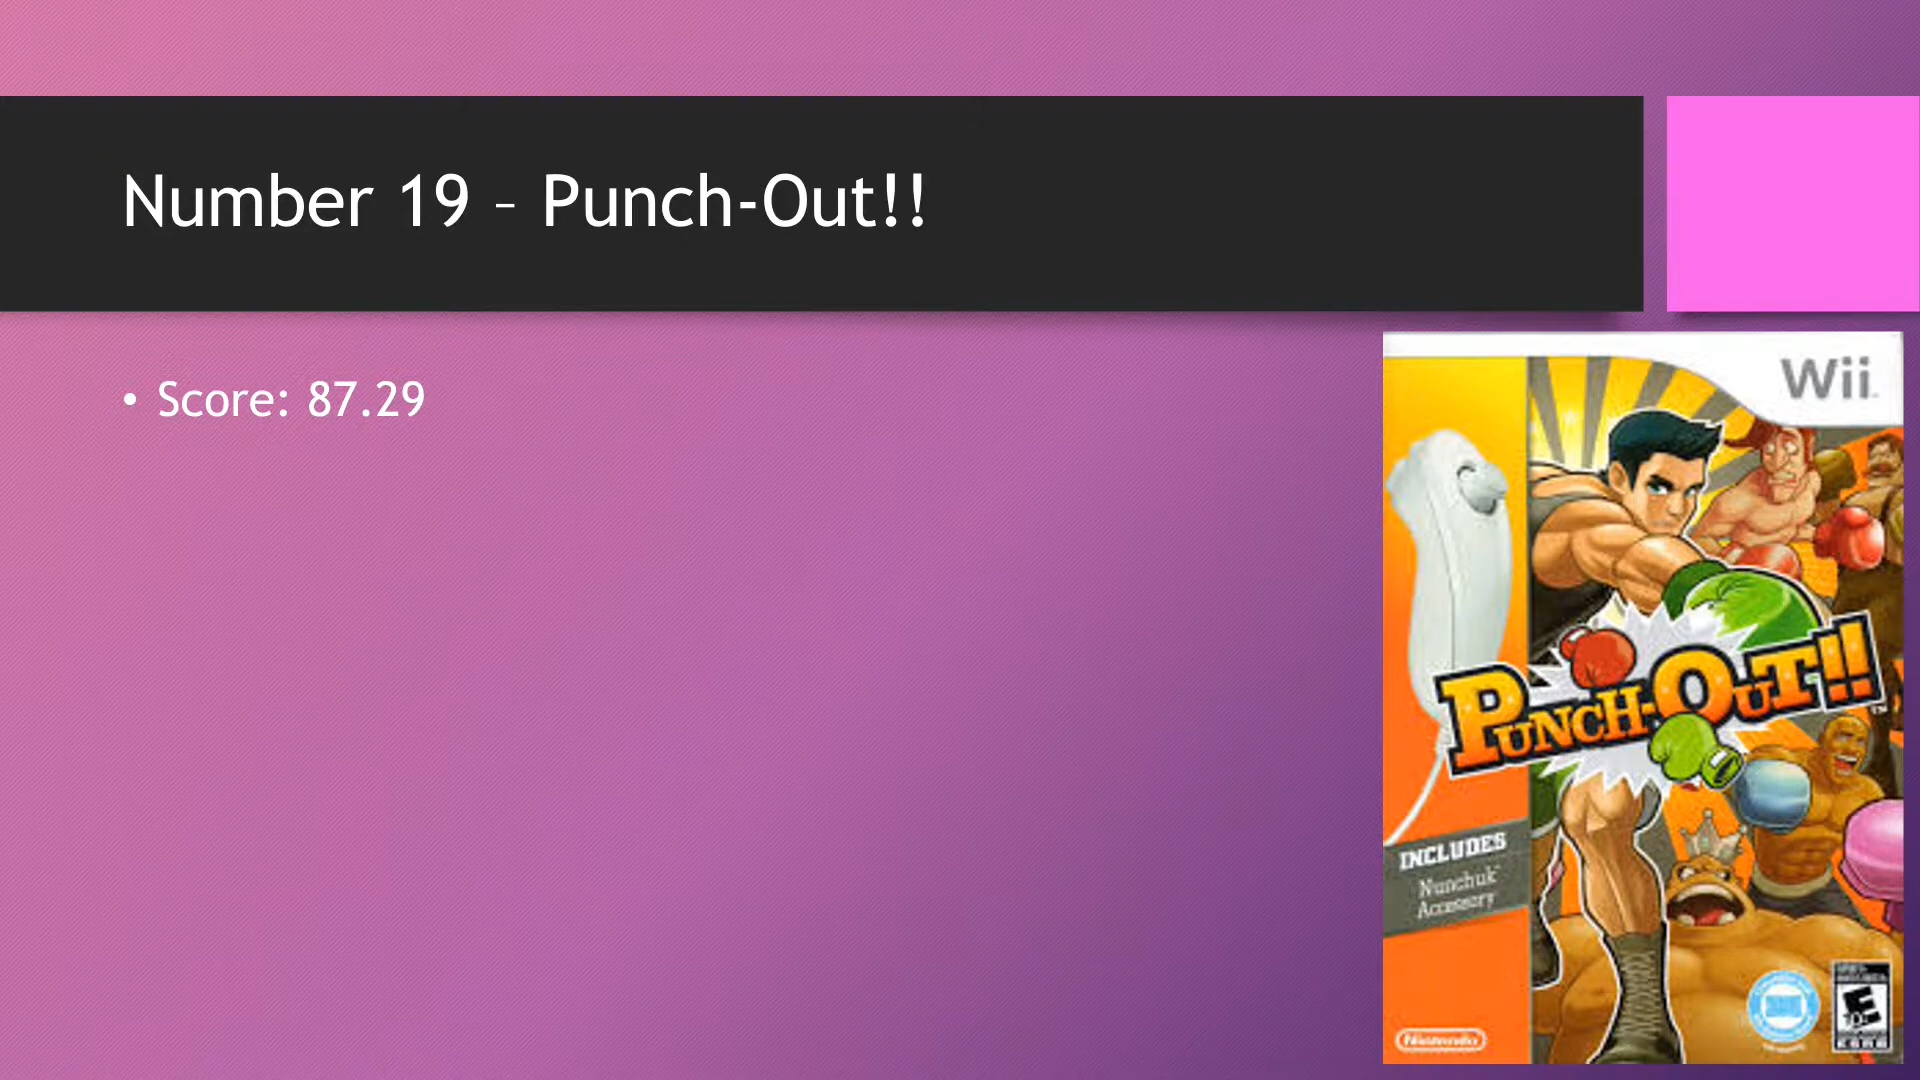 Number 19 – Punch-Out!!
• Score: 87.29
Wii
PUNCH-OUT!!
INCLUDES
Nunchuk
Accessory
Nintendo
E